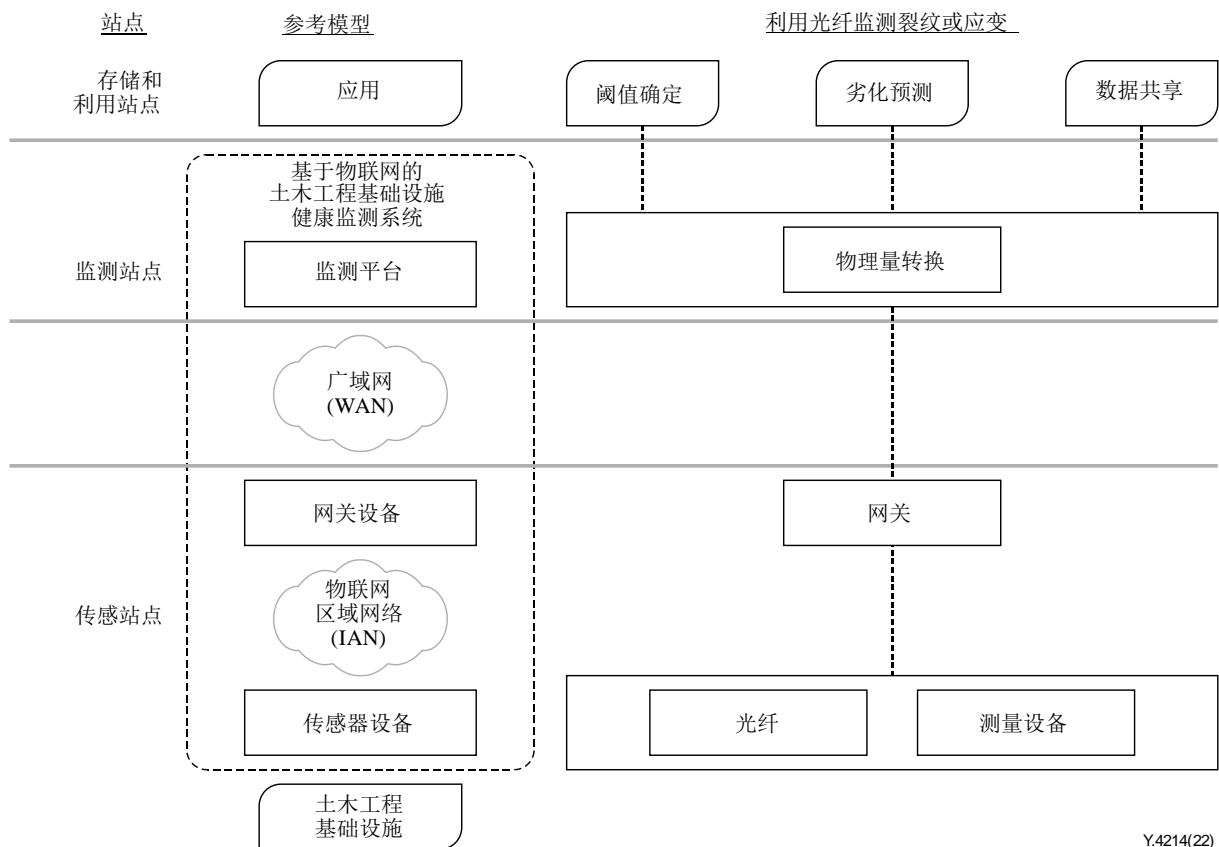 站点
参考模型
利用光纤监测裂纹或应变
存储和
利用站点
应用
阈值确定
劣化预测
数据共享
基于物联网的
土木工程基础设施
健康监测系统
监测站点
监测平台
物理量转换
广域网
(WAN)
网关设备
网关
传感站点
物联网
区域网络
(IAN)
传感器设备
光纤
测量设备
土木工程
基础设施
Y.4214(22)